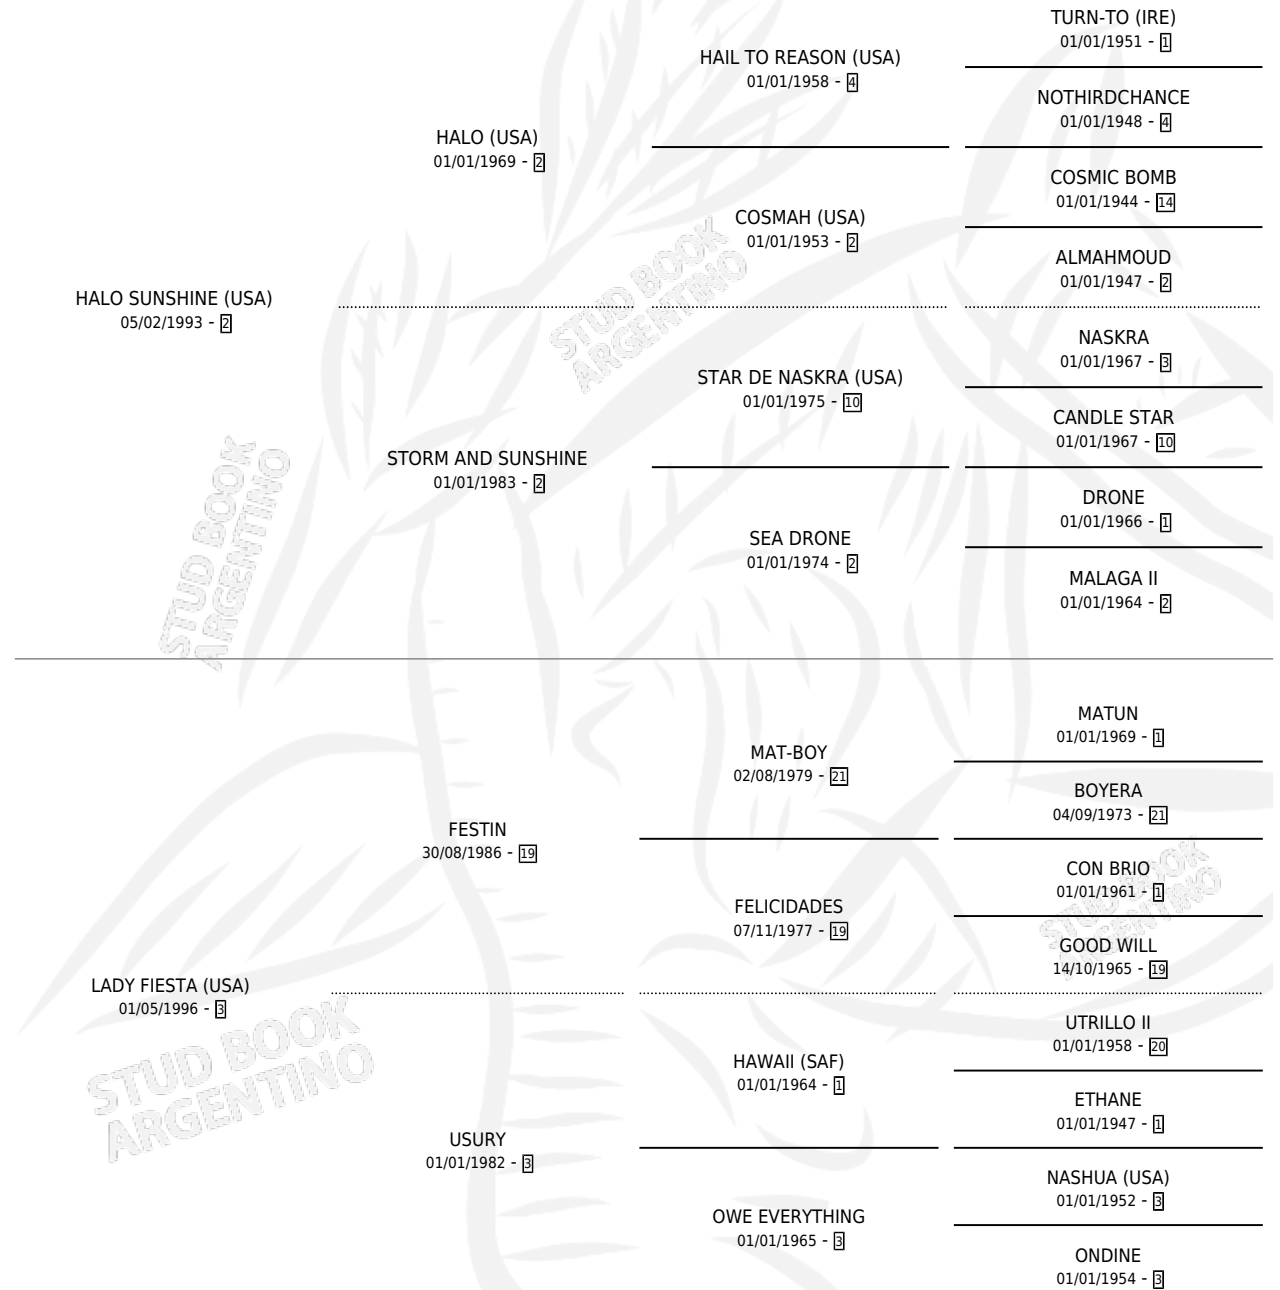 TURN-TO (IRE)
01/01/1951 - 1
HAIL TO REASON (USA)
01/01/1958 - 4
NOTHIRDCHANCE
01/01/1948 - 4
HALO (USA)
01/01/1969 - 2
COSMIC BOMB
01/01/1944 - 14
COSMAH (USA)
01/01/1953 - 2
ALMAHMOUD
01/01/1947 - 2
HALO SUNSHINE (USA)
05/02/1993 - 2
NASKRA
01/01/1967 - 3
STAR DE NASKRA (USA)
01/01/1975 - 10
CANDLE STAR
01/01/1967 - 10
STORM AND SUNSHINE
01/01/1983 - 2
DRONE
01/01/1966 - 1
SEA DRONE
01/01/1974 - 2
MALAGA II
01/01/1964 - 2
MATUN
01/01/1969 - 1
MAT-BOY
02/08/1979 - 21
BOYERA
04/09/1973 - 21
FESTIN
30/08/1986 - 19
CON BRIO
01/01/1961 - 1
FELICIDADES
07/11/1977 - 19
GOOD WILL
14/10/1965 - 19
LADY FIESTA (USA)
01/05/1996 - 3
UTRILLO II
01/01/1958 - 20
HAWAII (SAF)
01/01/1964 - 1
ETHANE
01/01/1947 - 1
USURY
01/01/1982 - 3
NASHUA (USA)
01/01/1952 - 3
OWE EVERYTHING
01/01/1965 - 3
ONDINE
01/01/1954 - 3
STUD BOOK
ARGENTINO
STUD BOOK
ARGENTINO
STUD BOOK
ARGENTINO
STUD BOOK
ARGENTINO